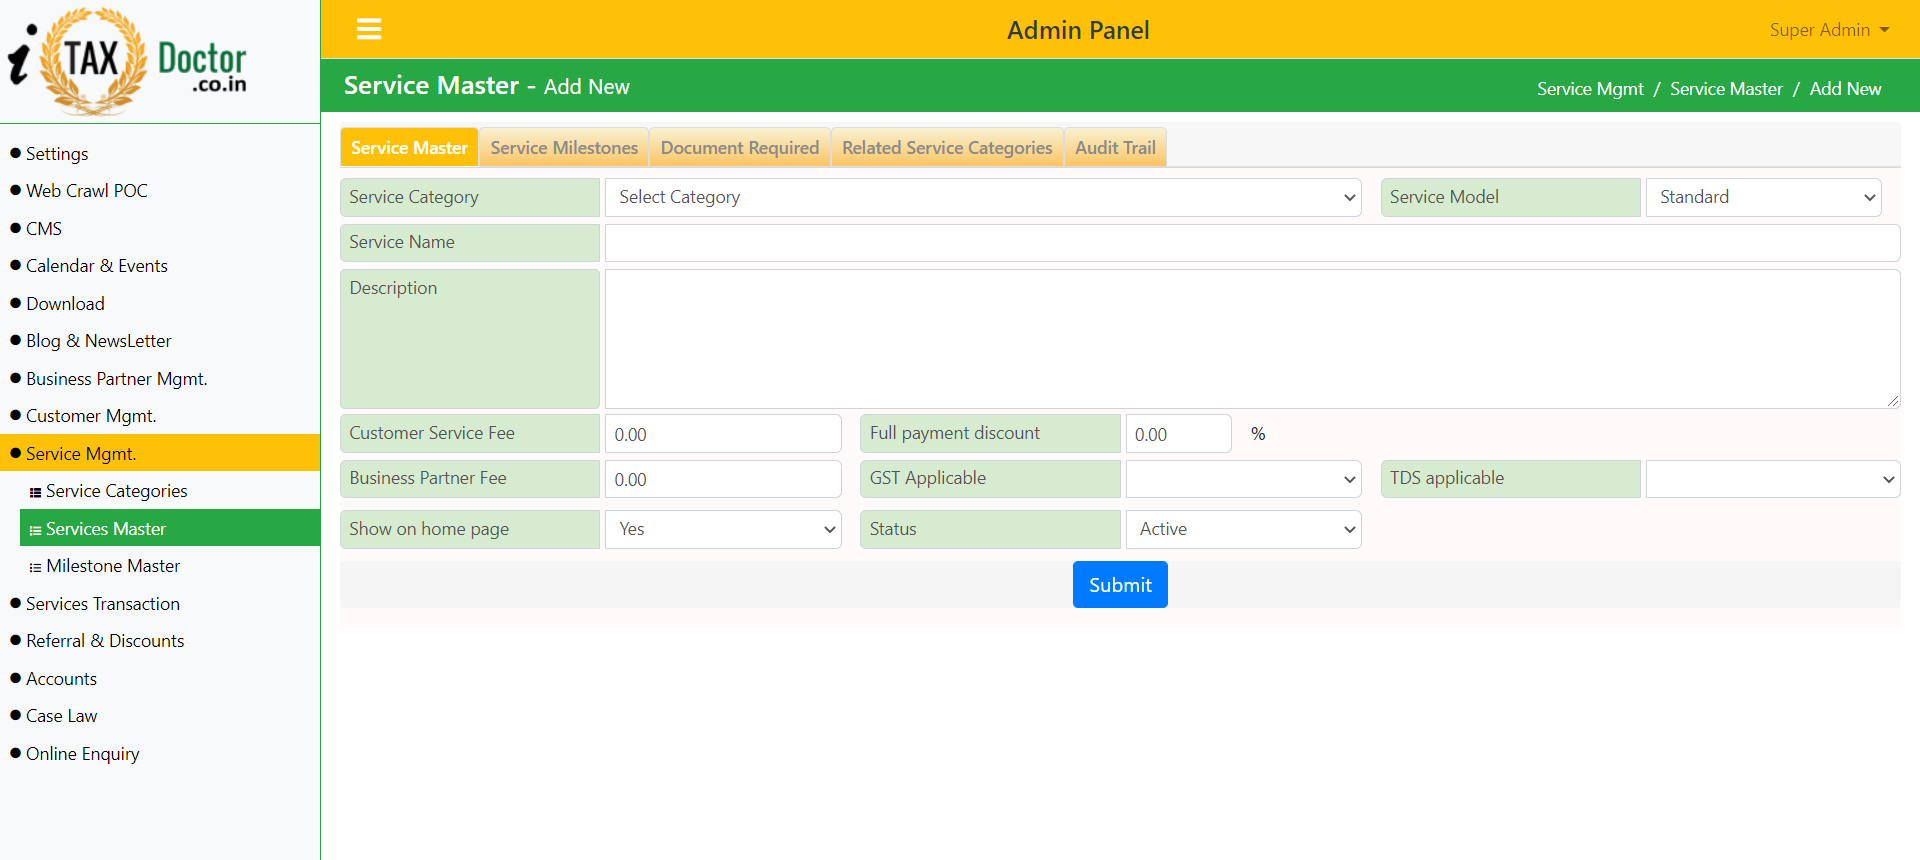 i TAX Doctor
.co.in
Admin Panel
Super Admin
Service Master - Add New
Service Mgmt / Service Master / Add New
Settings
Web Crawl POC
CMS
Calendar & Events
Download
Blog & NewsLetter
Business Partner Mgmt.
Customer Mgmt.
Service Mgmt.
Service Categories
Services Master
Milestone Master
Services Transaction
Referral & Discounts
Accounts
Case Law
Online Enquiry
Service Master Service Milestones Document Required Related Service Categories Audit Trail
Service Category Select Category Service Model Standard
Service Name
Description
Customer Service Fee 0.00 Full payment discount 0.00 %
Business Partner Fee 0.00 GST Applicable TDS applicable
Show on home page Yes Status Active
Submit